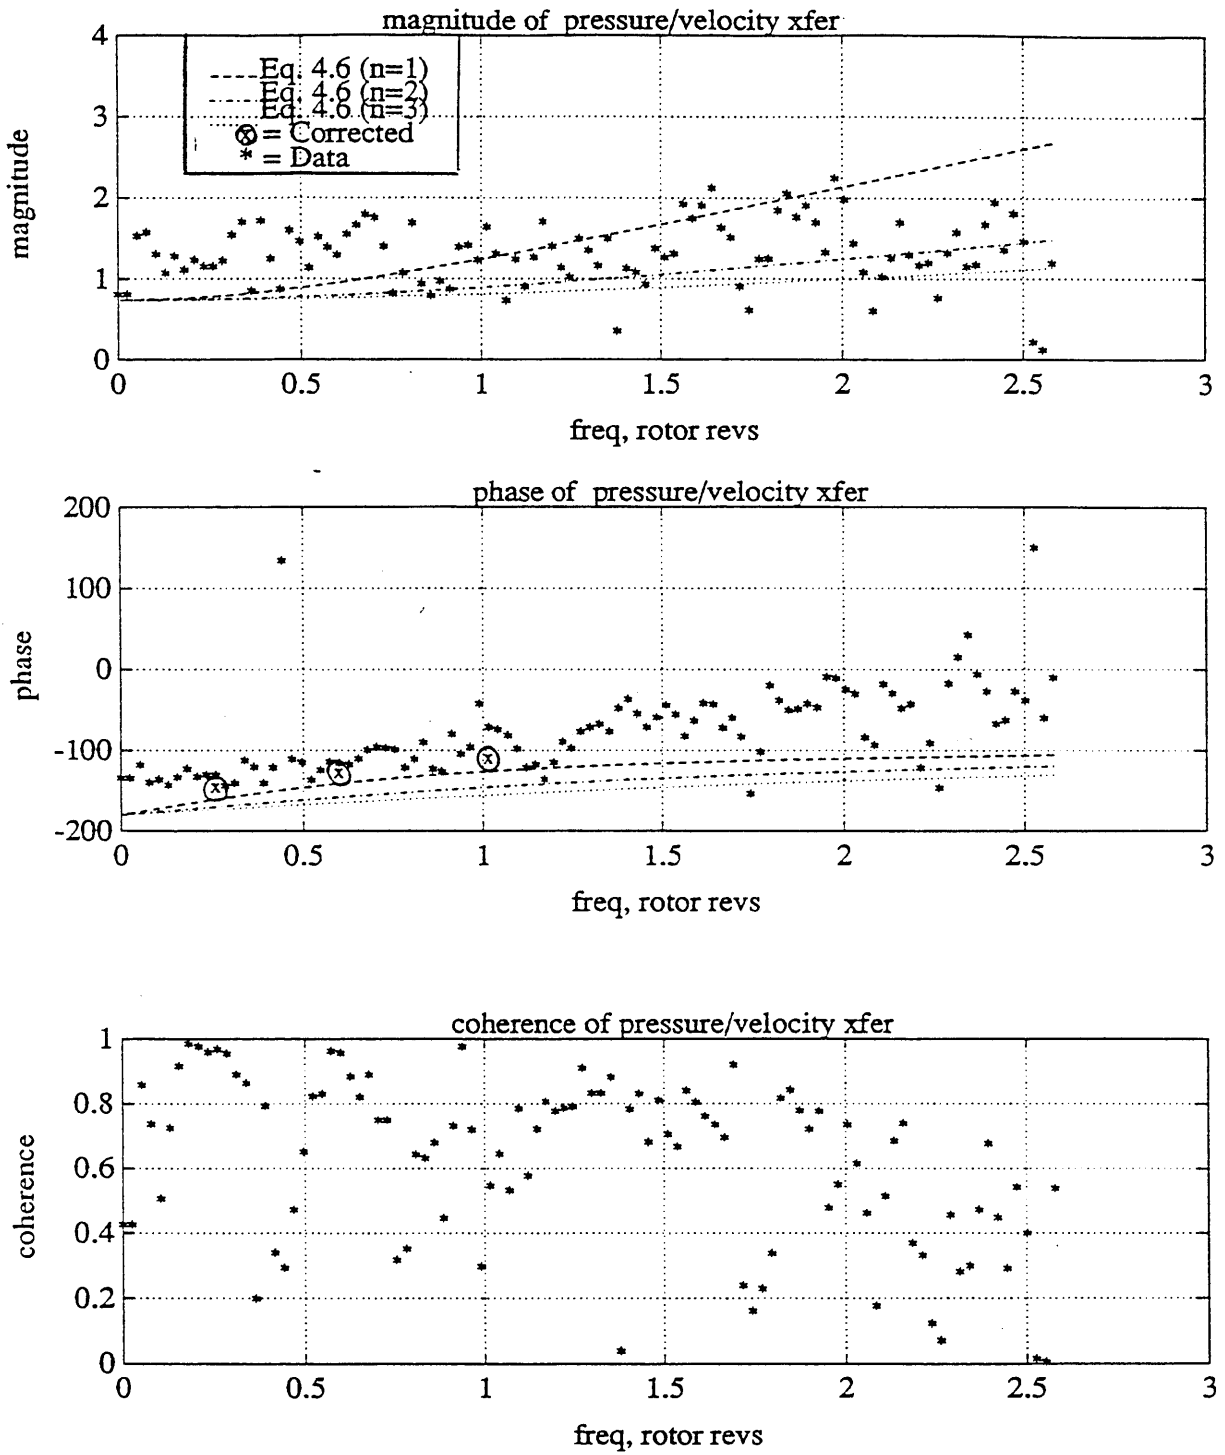 magnitude of pressure/velocity xfer
4
3
2
1
0
magnitude
Eq. 4.6 (n=1)
Eq. 4.6 (n=2)
Eq. 4.6 (n=3)
ⓧ = Corrected
* = Data
0 0.5 1 1.5 2 2.5 3
freq, rotor revs
phase of pressure/velocity xfer
200
100
0
-100
-200
phase
0 0.5 1 1.5 2 2.5 3
freq, rotor revs
coherence of pressure/velocity xfer
1
0.8
0.6
0.4
0.2
0
coherence
0 0.5 1 1.5 2 2.5 3
freq, rotor revs